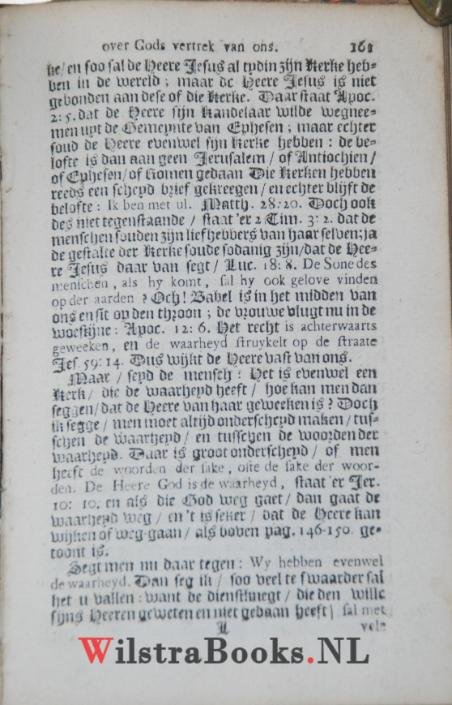 over Gods vertrek van ons. 161
ke/ en soo sal de Heere Jesus al tydin zijn Kerke heb-
ben in de wereld; maar de Heere Jesus is niet
gebonden aan dese of die Kerke. Daar staat Apoc.
2: 5. dat de Heere sijn Kandelaar wilde wegnee-
men uyt de Gemeynte van Ephesen; maar echter
soud de Heere evenwel sijn Kerke hebben: de be-
lofte is dan aan geen Jerusalem/ of Antiochien/
of Ephesen/ of Romen gedaan Die Kerken hebben
reeds een scheyd brief gekreegen/ en echter blijft de
belofte: Ik ben met ul. Matth. 28:20. Doch ook
des niet tegenstaande/ staat 'er 2 Tim. 3: 2. dat de
menschen souden zijn liefhebbers van haar selven: ja
de gestalte der Kerke soude sodanig zijn/ dat de Hee-
re Jesus daar van segt/ Luc. 18: 8. De Sone des
menschen, als hy komt, sal hy ook gelove vinden
op der aarden? Och! Babel is in het midden van
ons en sit op den throon; de vrouwe vlugt nu in de
woestijne: Apoc. 12: 6. Het recht is achterwaarts
geweeken, en de waarheyd struykelt op de straate
Jes. 59: 14. Dus wijkt de Heere vast van ons.
Maar/ seyd de mensch: Het is evenwel een
Kerk/ die de waarheyd heeft/ hoe kan men dan
seggen/ dat de Heere van haar geweeken is? Doch
ik segge/ men moet altijd onderscheyd maken/ tus-
schen de waarheyd/ en tusschen de woorden der
waarheyd. Daar is groot onderscheyd/ of men
heeft de woorden der sake, ofte de sake der woor-
den. De Heere God is de waarheyd, staat 'er Jer.
10: 10. en als die God weg gaet/ dan gaat de
waarheyd weg/ en 't is seker/ dat de Heere kan
wijken of weg-gaan/ als boven pag. 146-150. ge-
toont is.
Segt men nu daar tegen: Wy hebben evenwel
de waarheyd. Dan seg ik/ soo veel te swaarder sal
het u vallen: want de dienstknegt/ die den wille
sijns Heeren geweten en niet gedaan heeft/ sal met
L vele
WilstraBooks.NL